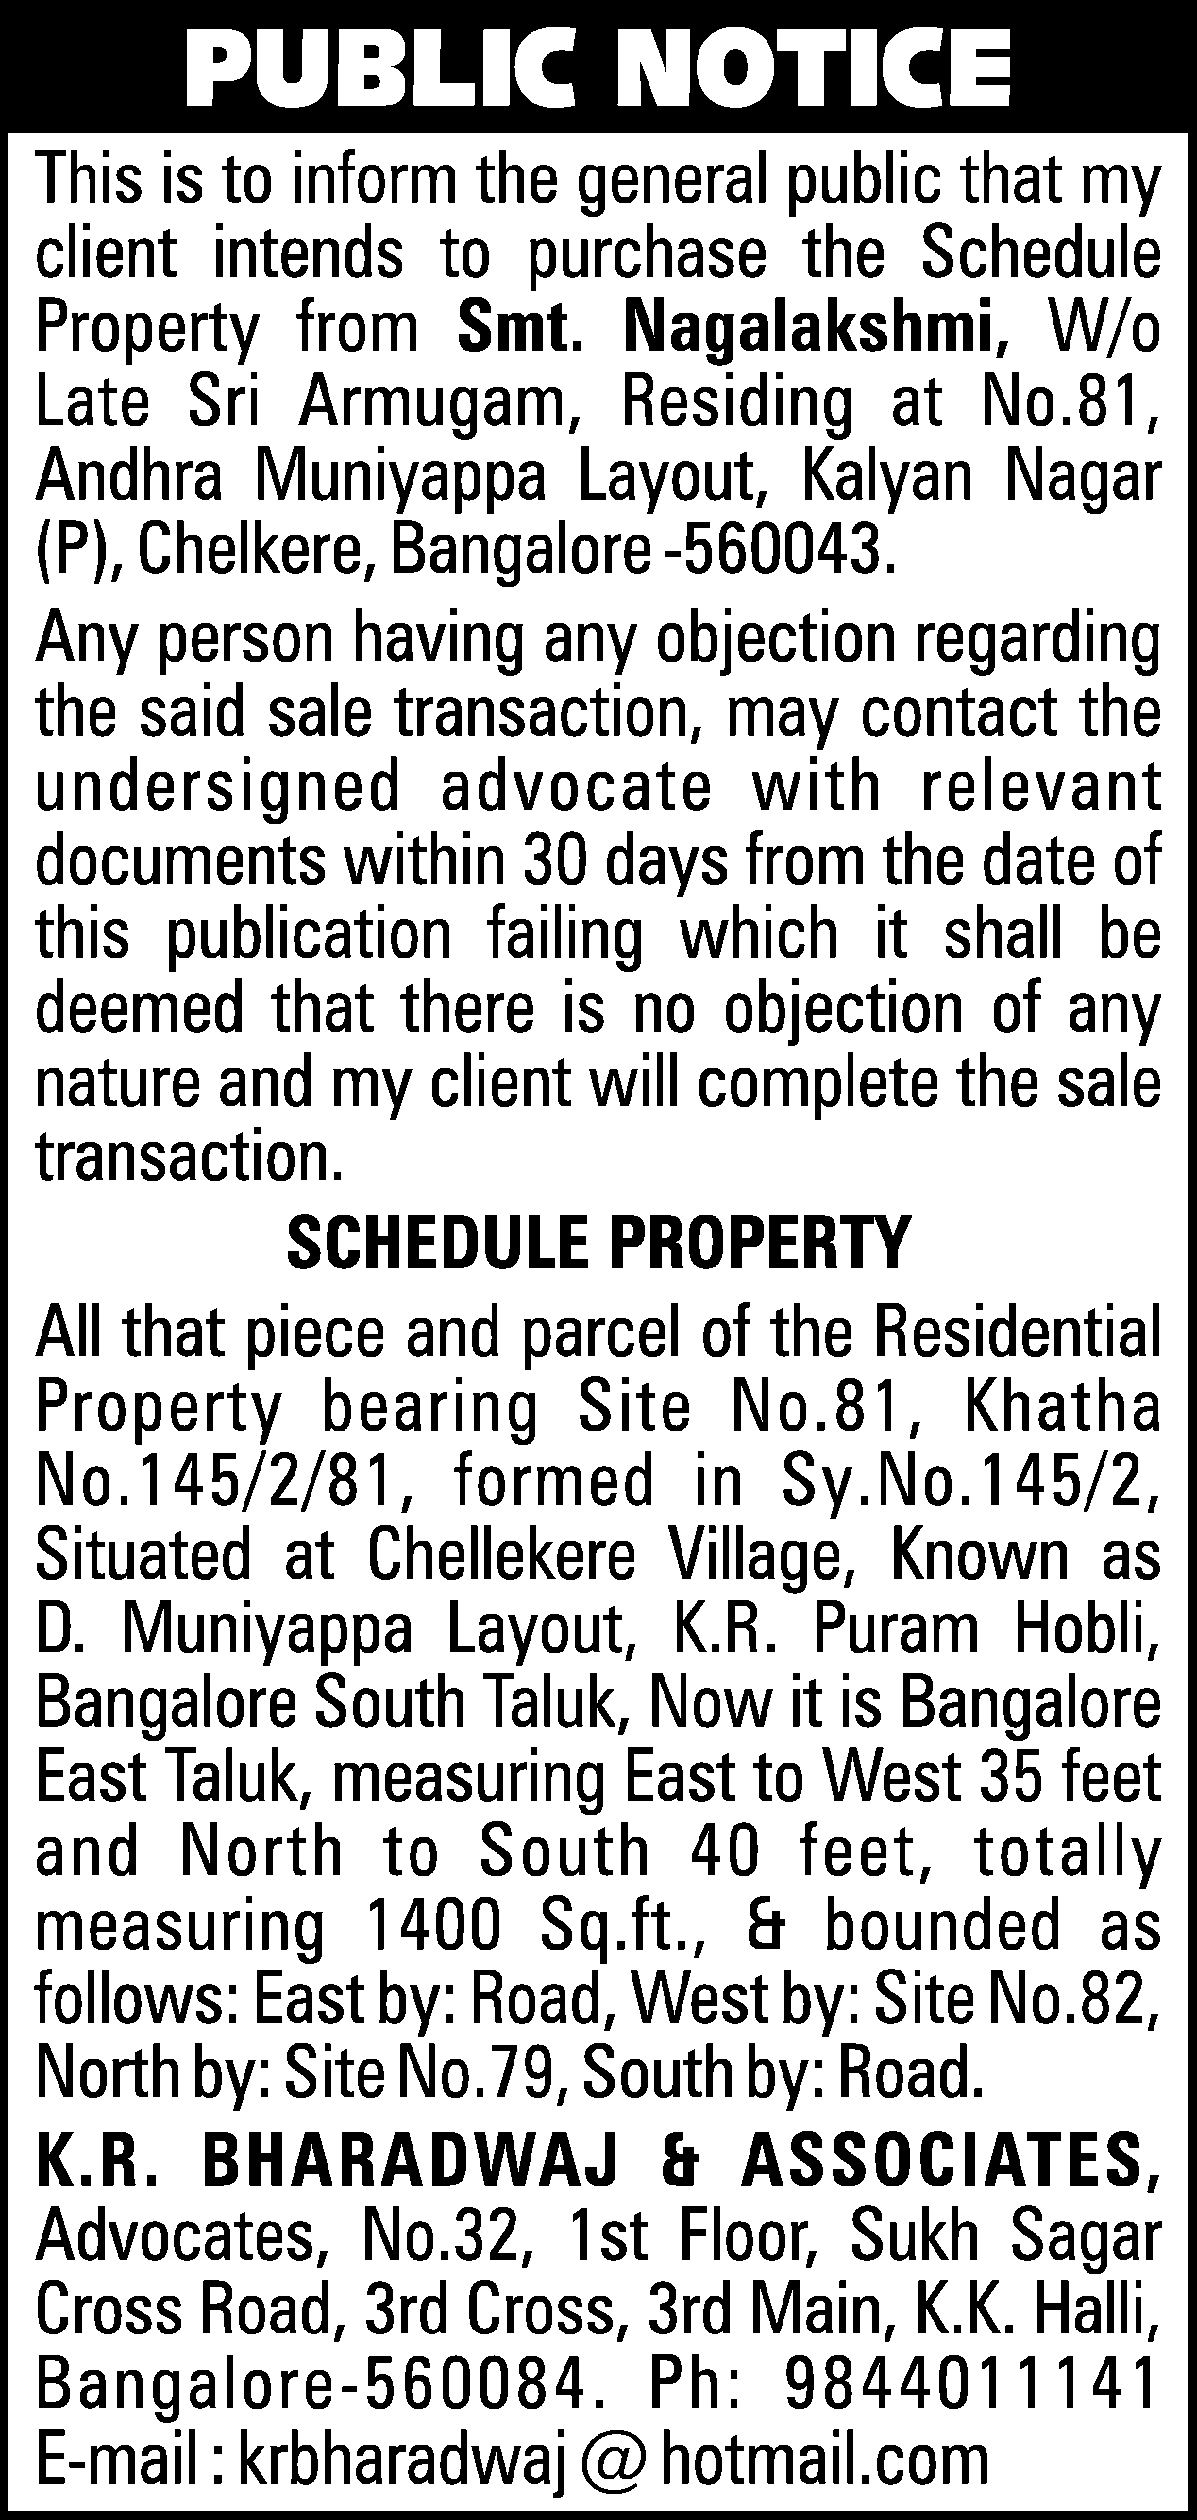 PUBLIC NOTICE
This is to inform the general public that my
client intends to purchase the Schedule
Property from Smt. Nagalakshmi, W/o
Late Sri Armugam, Residing at No.81,
Andhra Muniyappa Layout, Kalyan Nagar
(P), Chelkere, Bangalore -560043.
Any person having any objection regarding
the said sale transaction, may contact the
undersigned advocate with relevant
documents within 30 days from the date of
this publication failing which it shall be
deemed that there is no objection of any
nature and my client will complete the sale
transaction.
SCHEDULE PROPERTY
All that piece and parcel of the Residential
Property bearing Site No.81, Khatha
No.145/2/81, formed in Sy.No.145/2,
Situated at Chellekere Village, Known as
D. Muniyappa Layout, K.R. Puram Hobli,
Bangalore South Taluk, Now it is Bangalore
East Taluk, measuring East to West 35 feet
and North to South 40 feet, totally
measuring 1400 Sq.ft., & bounded as
follows: East by: Road, West by: Site No.82,
North by: Site No.79, South by: Road.
K.R. BHARADWAJ & ASSOCIATES,
Advocates, No.32, 1st Floor, Sukh Sagar
Cross Road, 3rd Cross, 3rd Main, K.K. Halli,
Bangalore-560084. Ph: 9844011141
E-mail : krbharadwaj @ hotmail.com